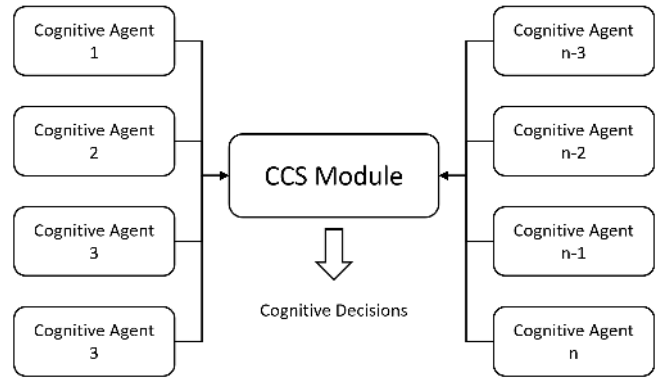 Cognitive Agent
1
Cognitive Agent
2
Cognitive Agent
3
Cognitive Agent
3
CCS Module
Cognitive Decisions
Cognitive Agent
n-3
Cognitive Agent
n-2
Cognitive Agent
n-1
Cognitive Agent
n